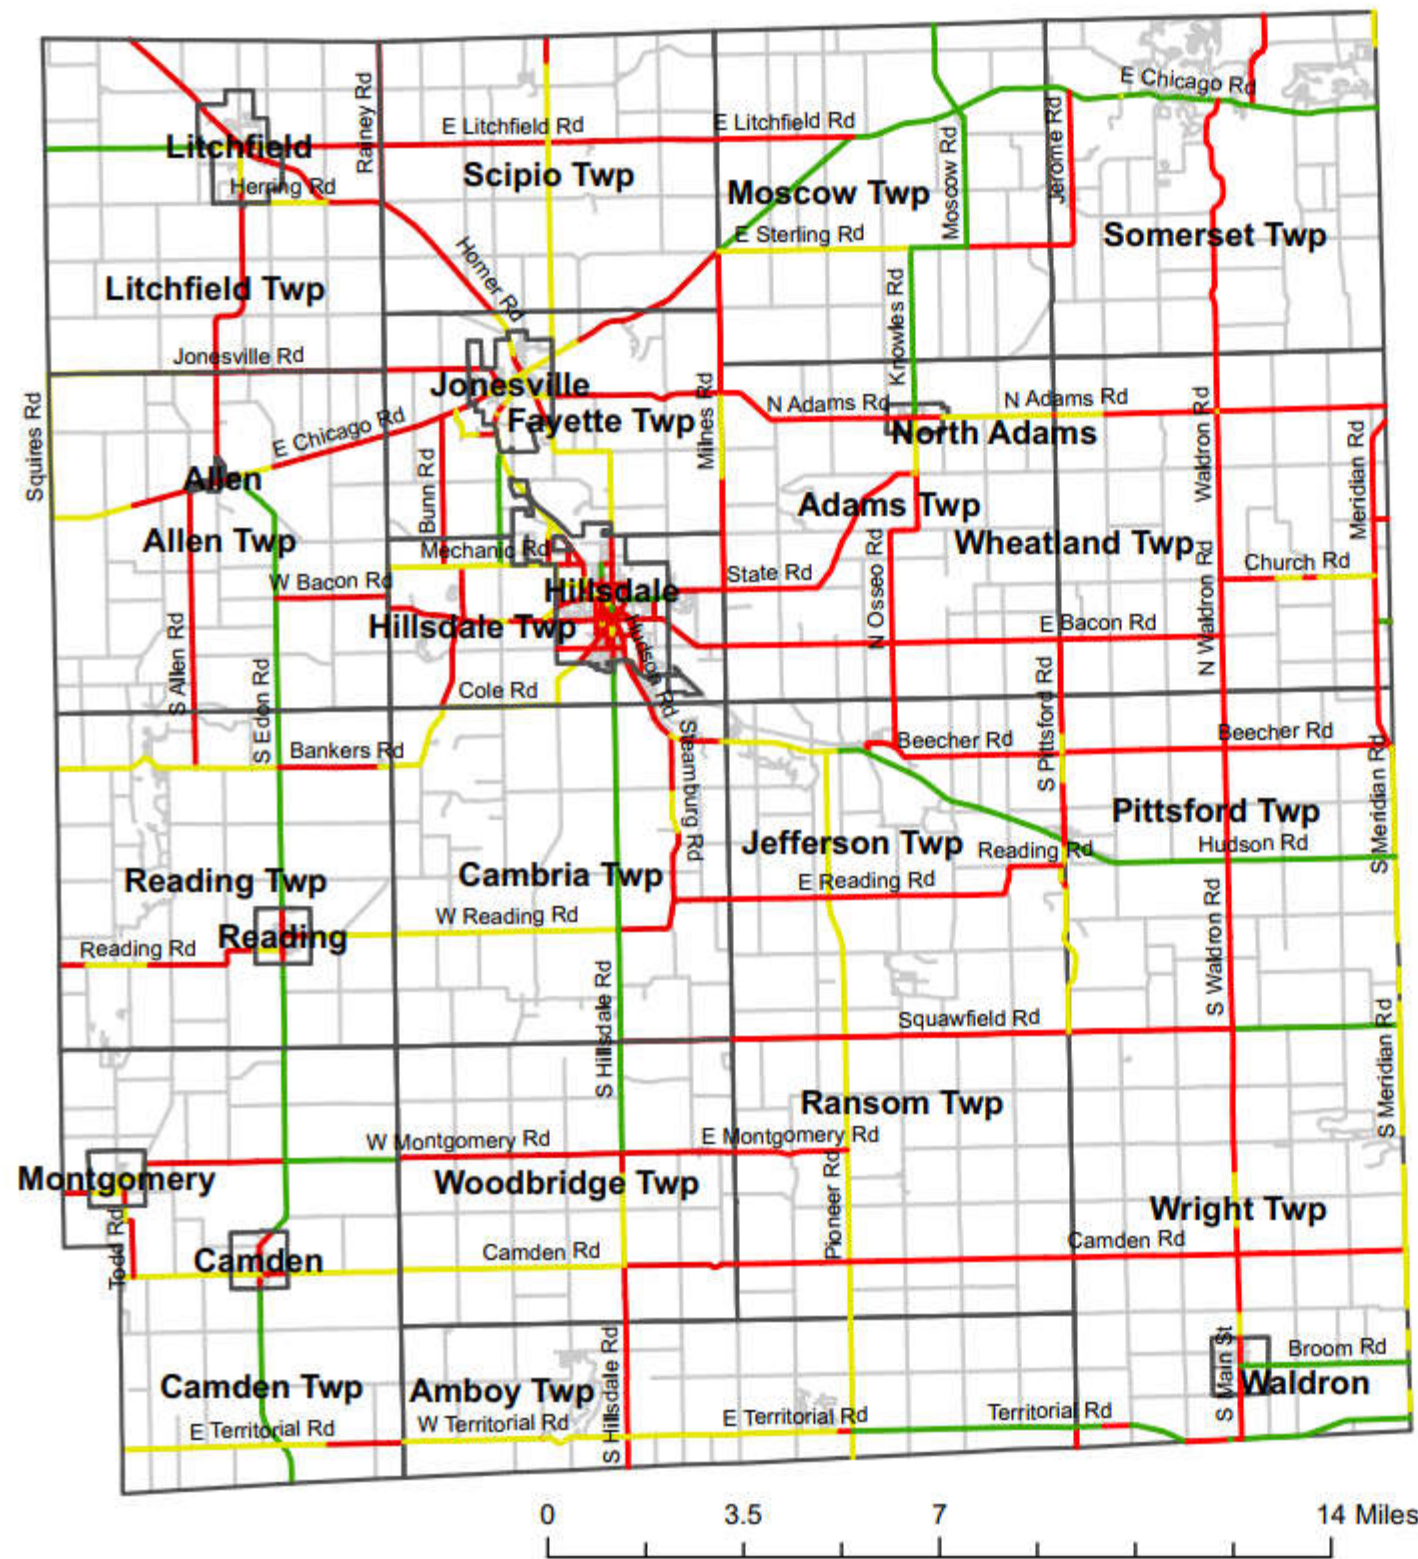 E Chicago Rd
Rainey Rd
E Litchfield Rd
E Litchfield Rd
Jerome Rd
Litchfield
Scipio Twp
Moscow Twp
Moscow Rd
Herring Rd
E Sterling Rd
Somerset Twp
Homer Rd
Litchfield Twp
Knowles Rd
Jonesville Rd
Jonesville
N Adams Rd
N Adams Rd
Squires Rd
E Chicago Rd
Fayette Twp
Milnes Rd
North Adams
Waldron Rd
Meridian Rd
Allen
Bunn Rd
Adams Twp
Allen Twp
Mechanic Rd
Wheatland Twp
Church Rd
W Bacon Rd
Hillsdale
State Rd
N Osseo Rd
N Waldron Rd
Hillsdale Twp
E Bacon Rd
S Allen Rd
S Edon Rd
Hudson Rd
Cole Rd
S Pittsford Rd
Bankers Rd
Steamburg Rd
Beecher Rd
Beecher Rd
S Meridian Rd
Pittsford Twp
Jefferson Twp
Reading Rd
Hudson Rd
Reading Twp
Cambria Twp
E Reading Rd
W Reading Rd
Reading
Reading Rd
S Waldron Rd
S Hillsdale Rd
Squawfield Rd
S Meridian Rd
Ransom Twp
W Montgomery Rd
E Montgomery Rd
Montgomery
Woodbridge Twp
Pioneer Rd
Wright Twp
Todd Rd
Camden
Camden Rd
Camden Rd
S Hillsdale Rd
S Main St
Broom Rd
Camden Twp
Amboy Twp
Waldron
E Territorial Rd
W Territorial Rd
E Territorial Rd
Territorial Rd
0 3.5 7 14 Miles